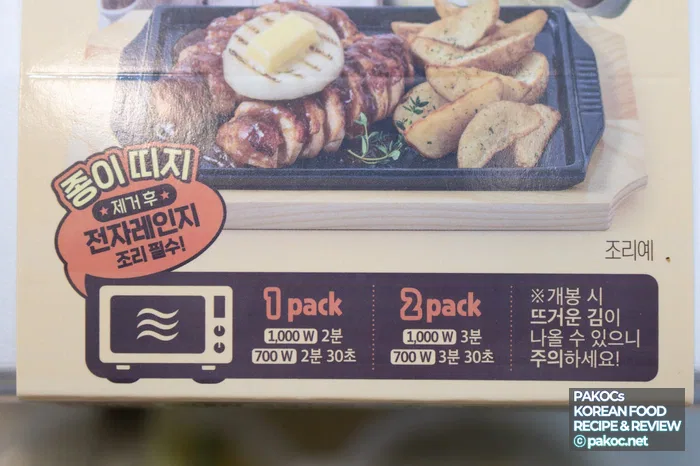 종이 띠지
제거 후
전자레인지
조리 필수!
조리예
1 pack
1,000 W 2분
700 W 2분 30초
2 pack
1,000 W 3분
700 W 3분 30초
※개봉 시
뜨거운 김이
나올 수 있으니
주의하세요!
PAKOCs
KOREAN FOOD
RECIPE & REVIEW
© pakoc.net